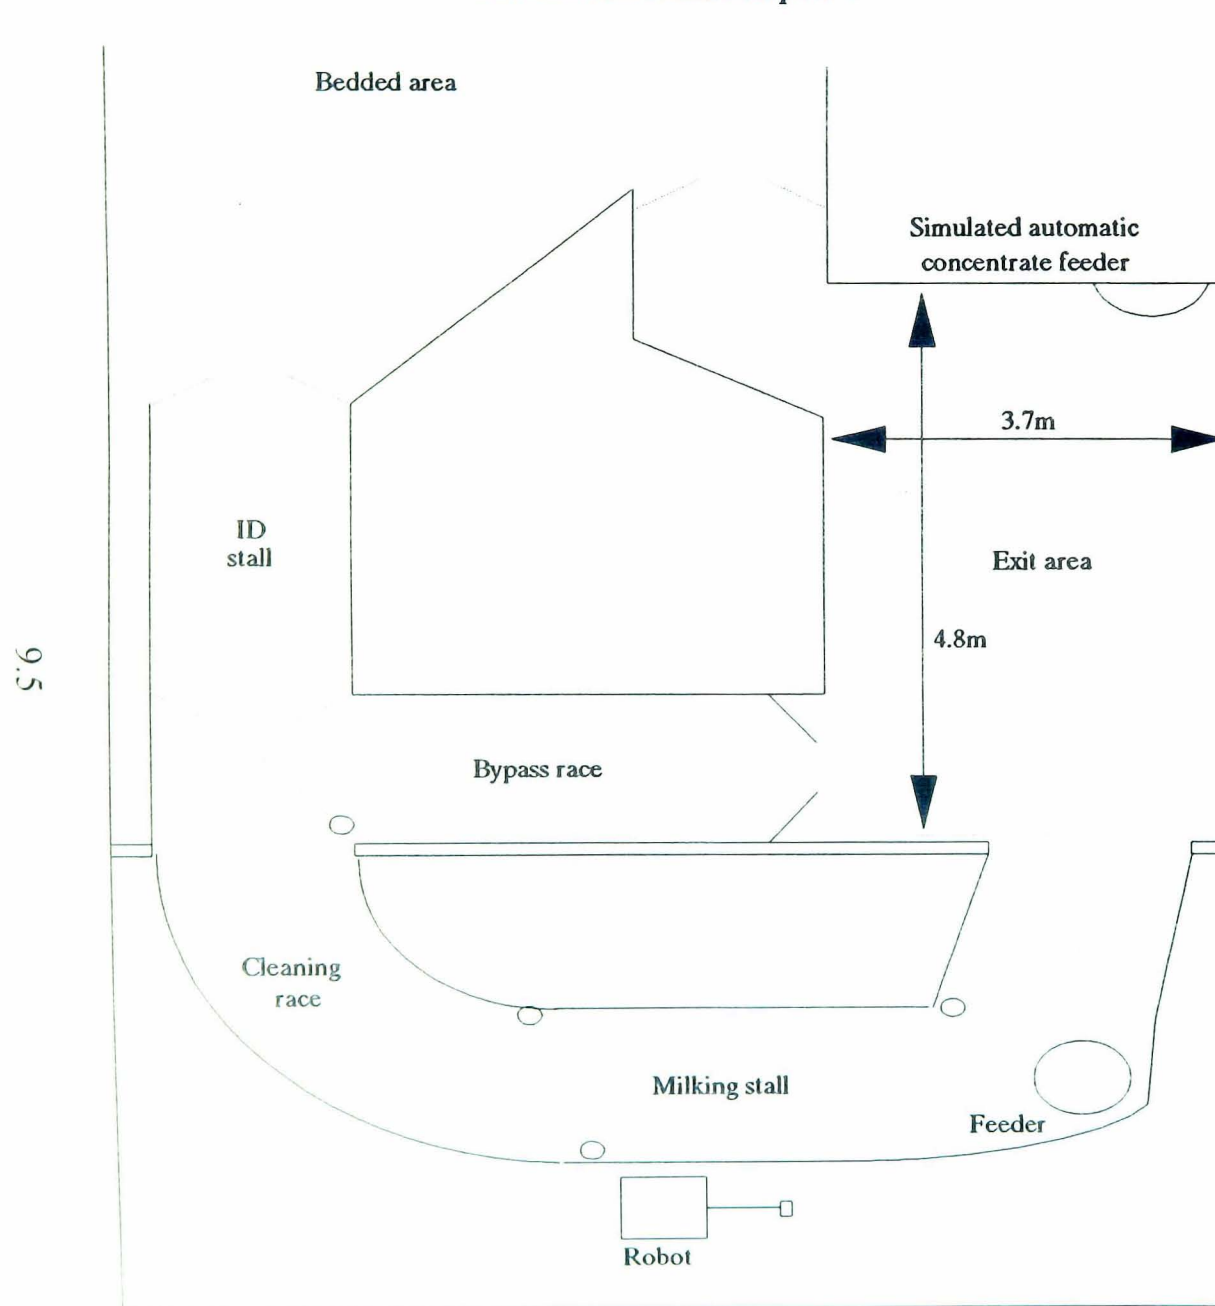 Bedded area
Simulated automatic
concentrate feeder
3.7m
ID
stall
Exit area
4.8m
9.5
Bypass race
Cleaning
race
Milking stall
Feeder
Robot